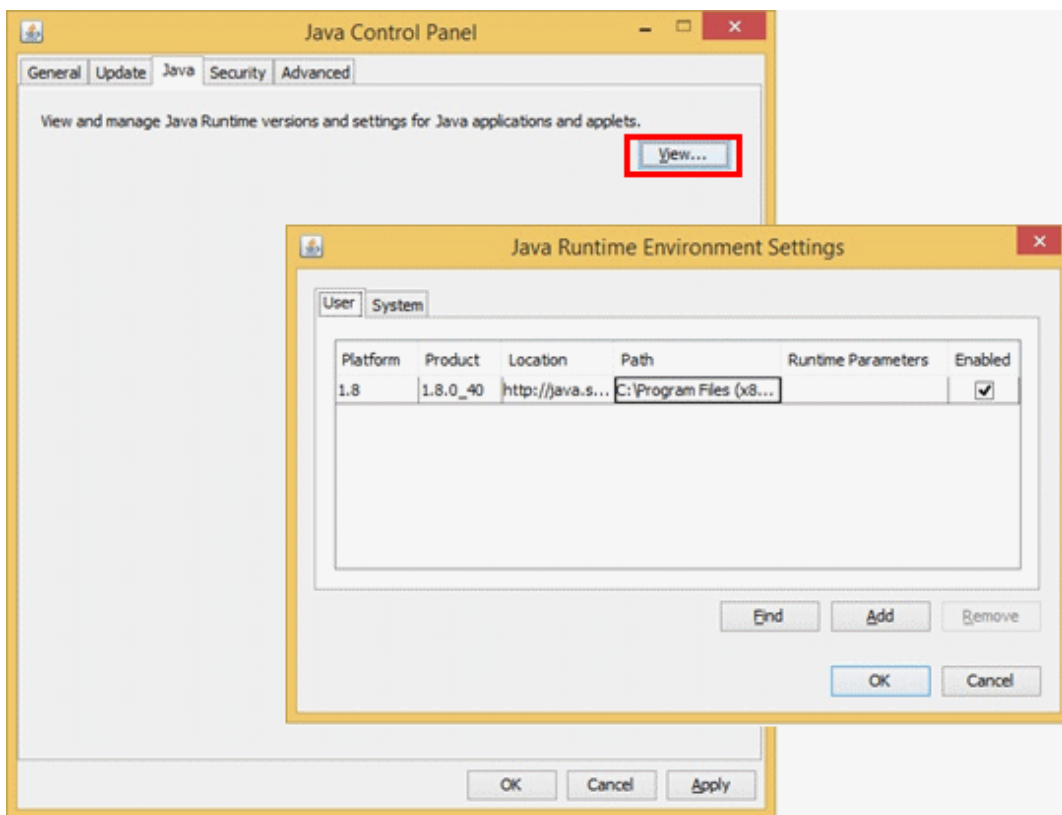 Java Control Panel
General Update Java Security Advanced
View and manage Java Runtime versions and settings for Java applications and applets.
View...
Java Runtime Environment Settings
User System
Platform Product Location Path Runtime Parameters Enabled
1.8 1.8.0_40 http://java.s... C:\Program Files (x8...
Find Add Remove
OK Cancel
OK Cancel Apply